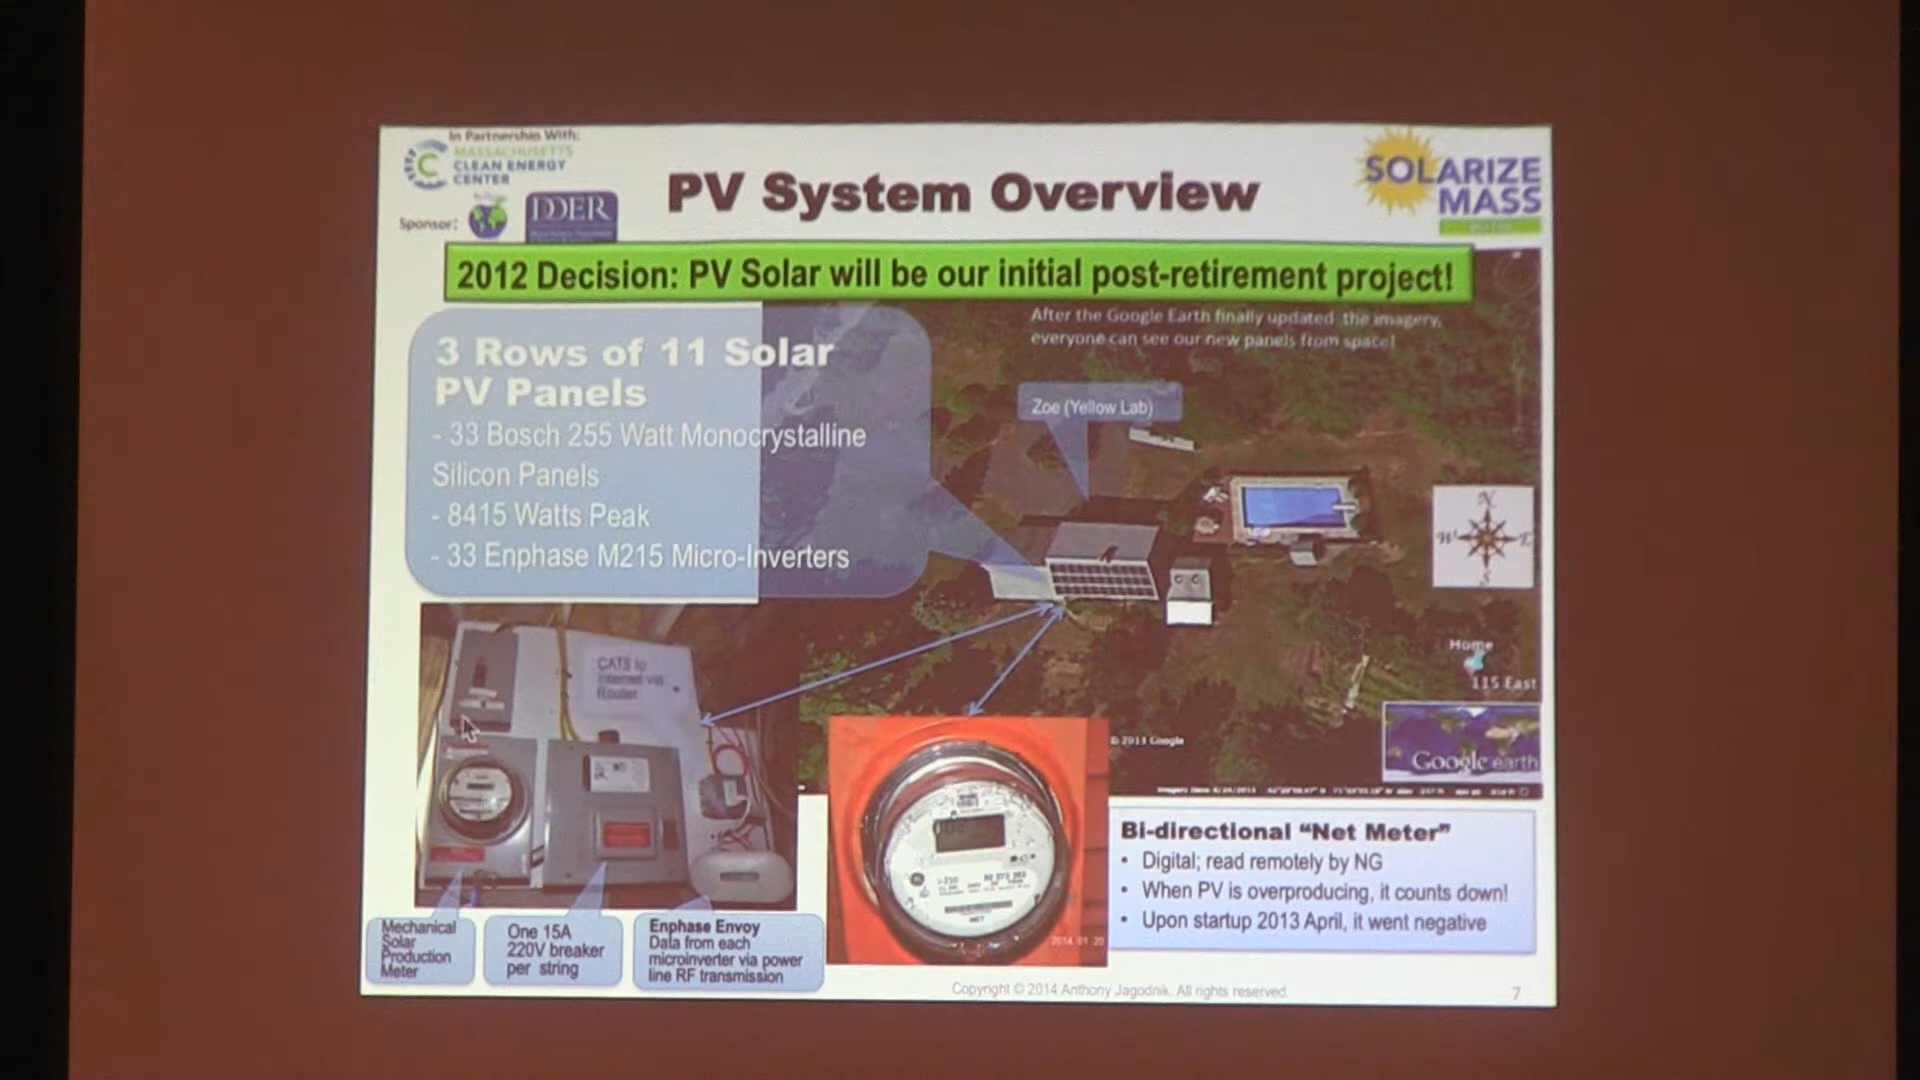 In Partnership With:
MASSACHUSETTS
CLEAN ENERGY
CENTER
Sponsor:
DOER
PV System Overview
SOLARIZE
MASS
2012 Decision: PV Solar will be our initial post-retirement project!
After the Google Earth finally updated the imagery,
everyone can see our new panels from space!
3 Rows of 11 Solar
PV Panels
- 33 Bosch 255 Watt Monocrystalline
Silicon Panels
- 8415 Watts Peak
- 33 Enphase M215 Micro-Inverters
Zoe (Yellow Lab)
N
W E
S
Home
115 East
CAT5 to
Internet via
Router
© 2013 Google
Google earth
Bi-directional “Net Meter”
• Digital; read remotely by NG
• When PV is overproducing, it counts down!
• Upon startup 2013 April, it went negative
2014 01 20
Mechanical
Solar
Production
Meter
One 15A
220V breaker
per string
Enphase Envoy
Data from each
microinverter via power
line RF transmission
Copyright © 2014 Anthony Jagodnik. All rights reserved.
7